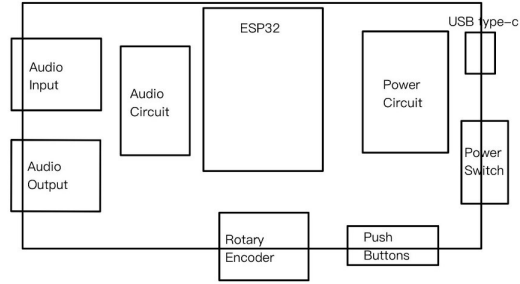 ESP32
USB type-c
Audio
Input
Audio
Circuit
Power
Circuit
Power
Switch
Audio
Output
Rotary
Encoder
Push
Buttons